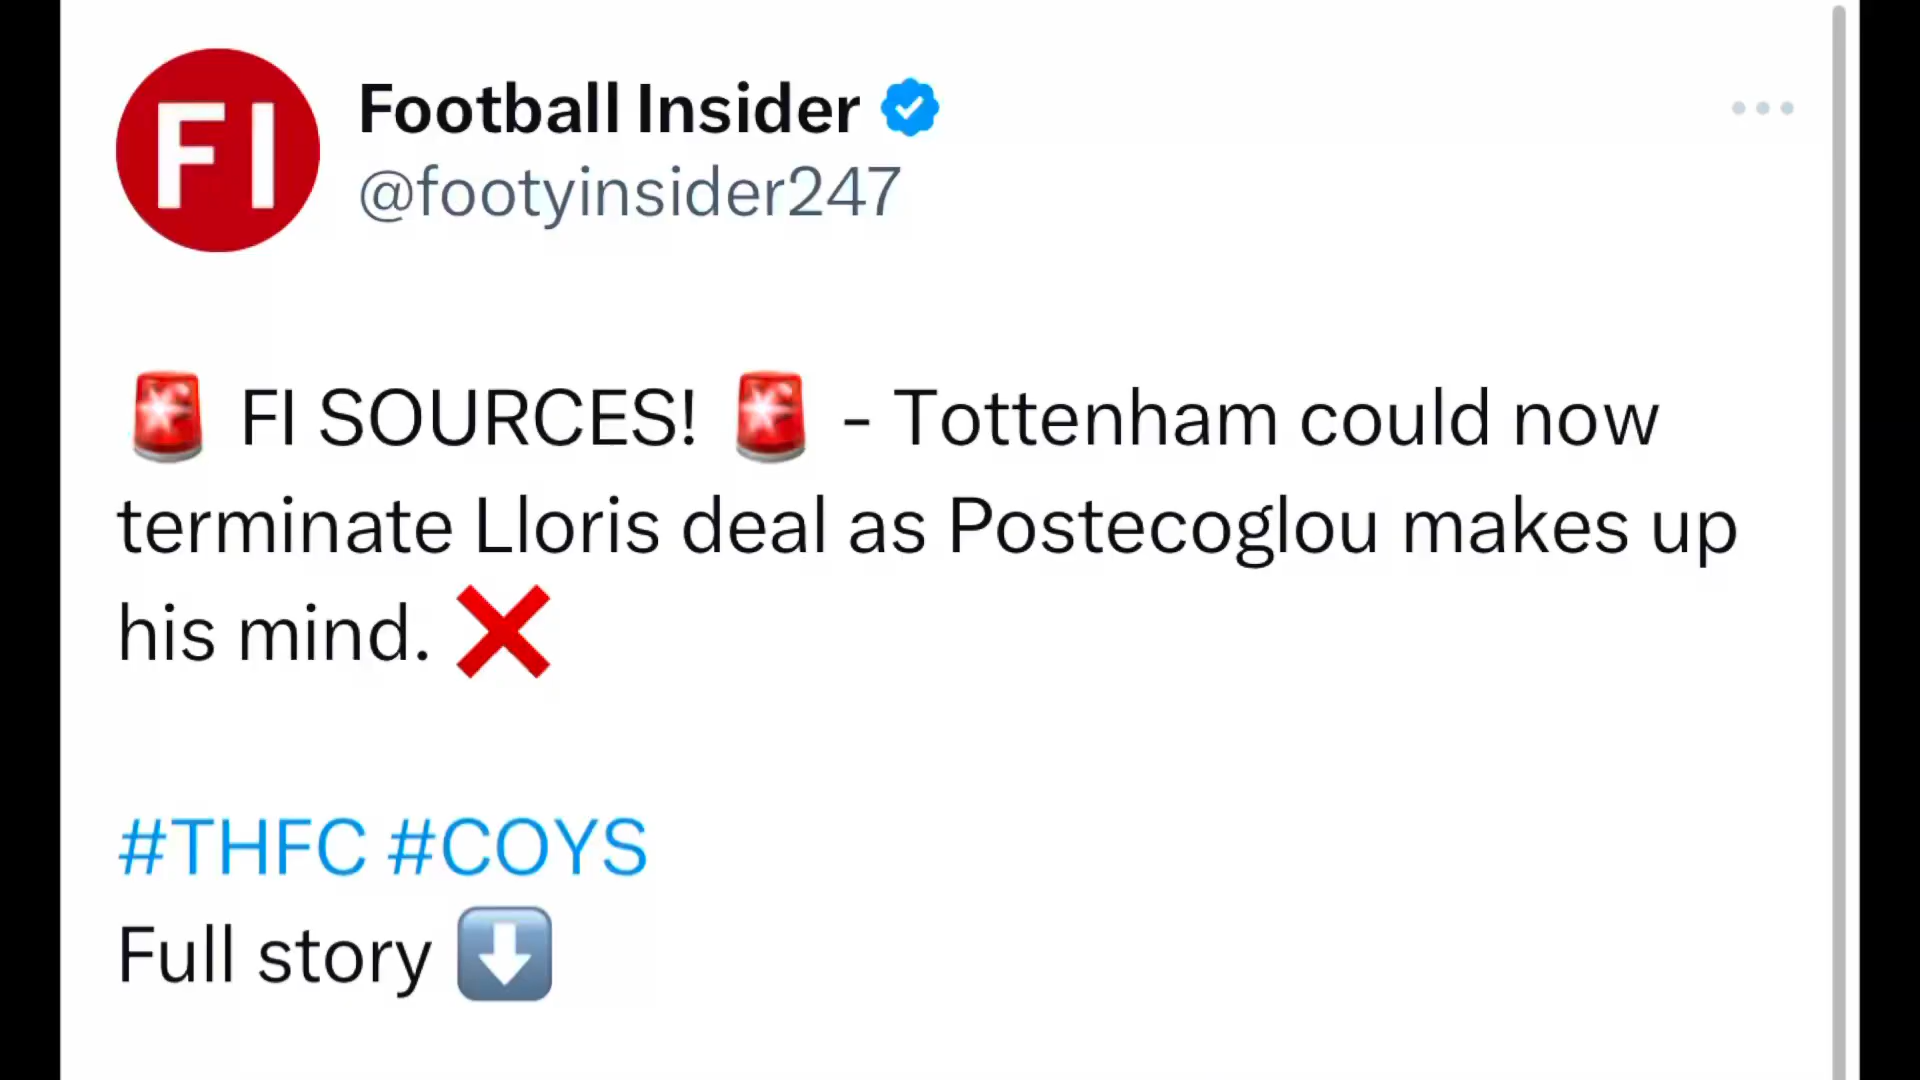 FI
Football Insider
@footyinsider247
🚨 FI SOURCES! 🚨 - Tottenham could now
terminate Lloris deal as Postecoglou makes up
his mind. ❌
#THFC #COYS
Full story ⬇️